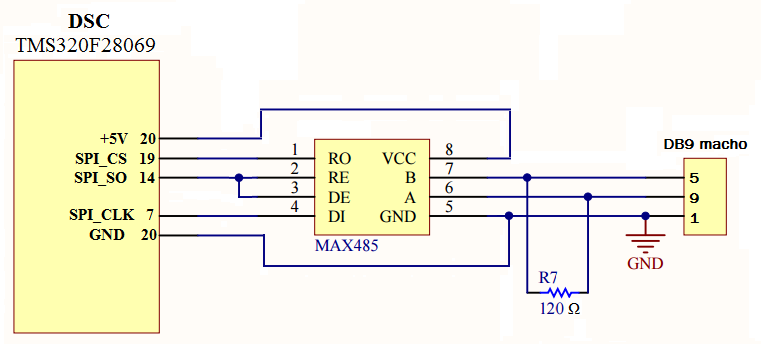 DSC
TMS320F28069
+5V 20
SPI_CS 19
SPI_SO 14
SPI_CLK 7
GND 20
1 RO VCC 8
2 RE B 7
3 DE A 6
4 DI GND 5
MAX485
DB9 macho
5
9
1
GND
R7
120 Ω